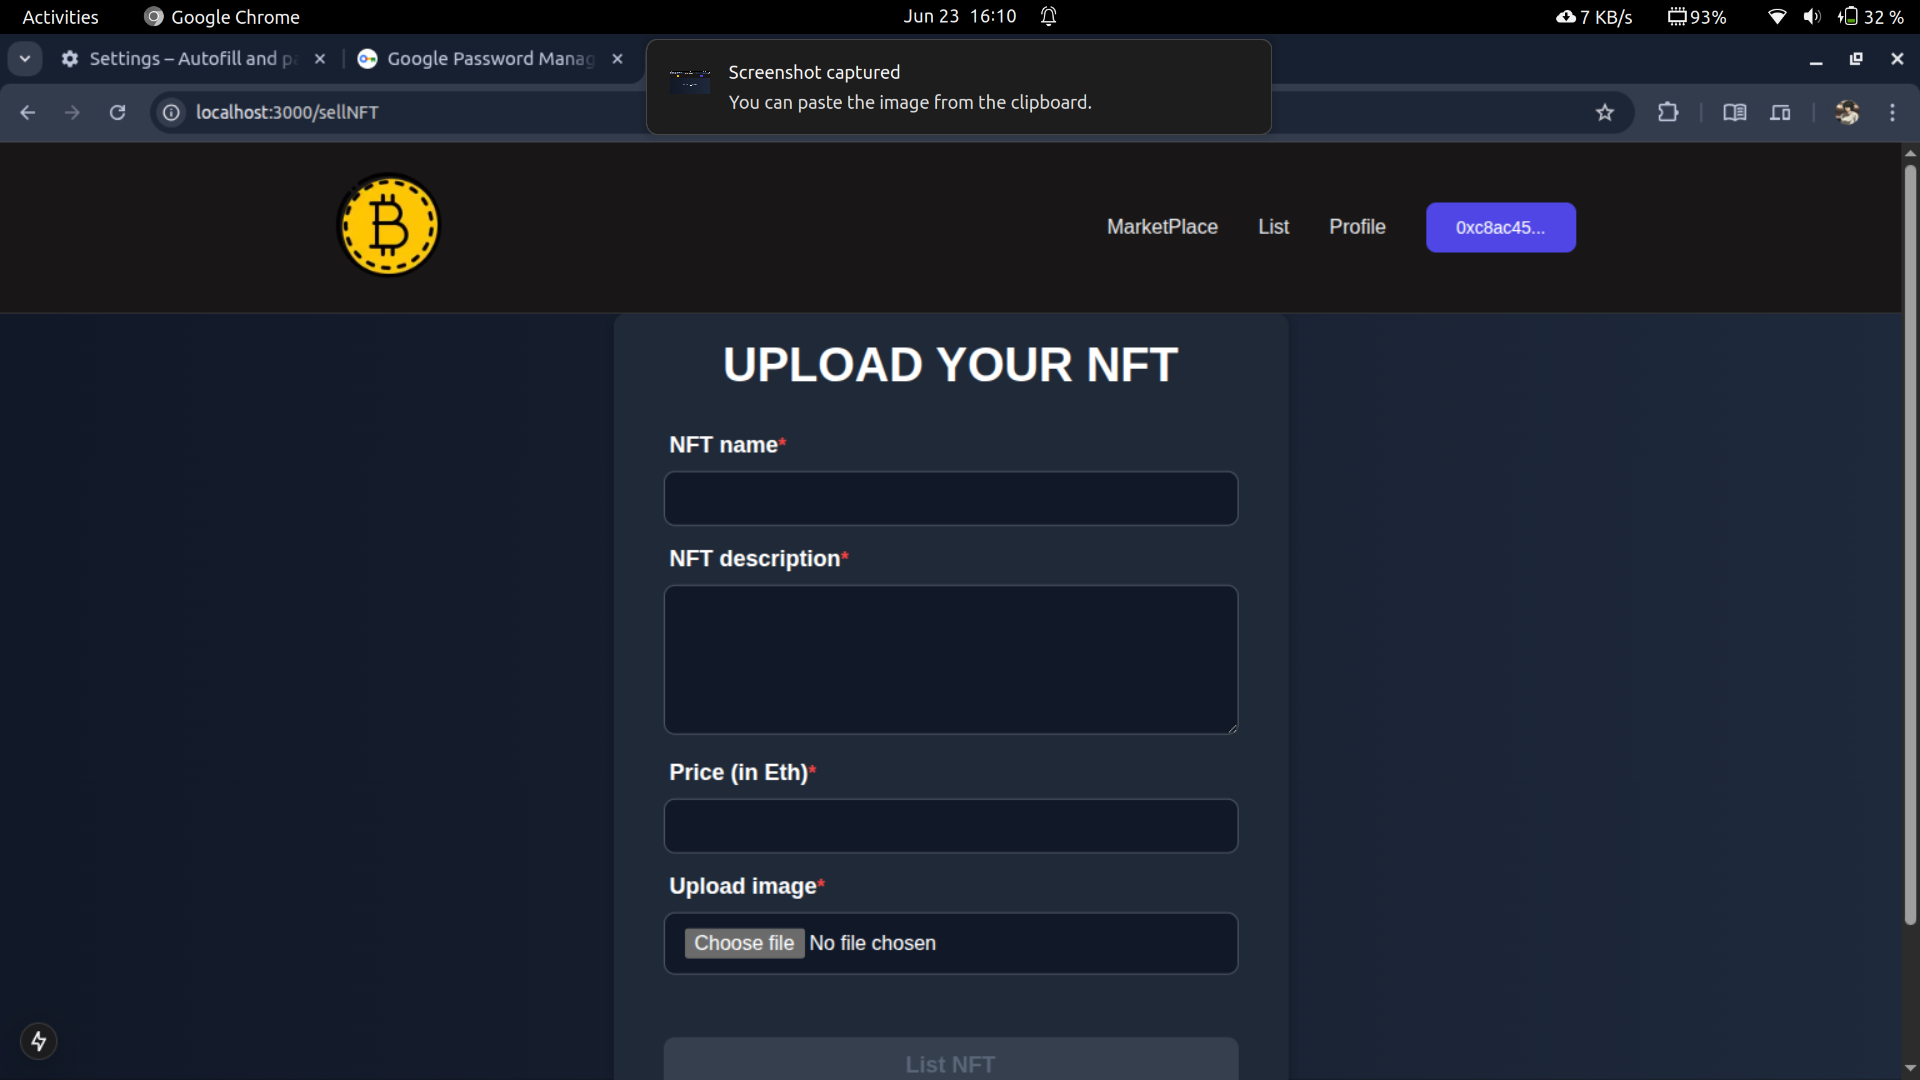 Activities Google Chrome Jun 23 16:10 7 KB/s 93% 32 %
Settings – Autofill and pa Google Password Manag
Screenshot captured
You can paste the image from the clipboard.
localhost:3000/sellNFT
MarketPlace List Profile 0xc8ac45...
UPLOAD YOUR NFT
NFT name*
NFT description*
Price (in Eth)*
Upload image*
Choose file No file chosen
List NFT